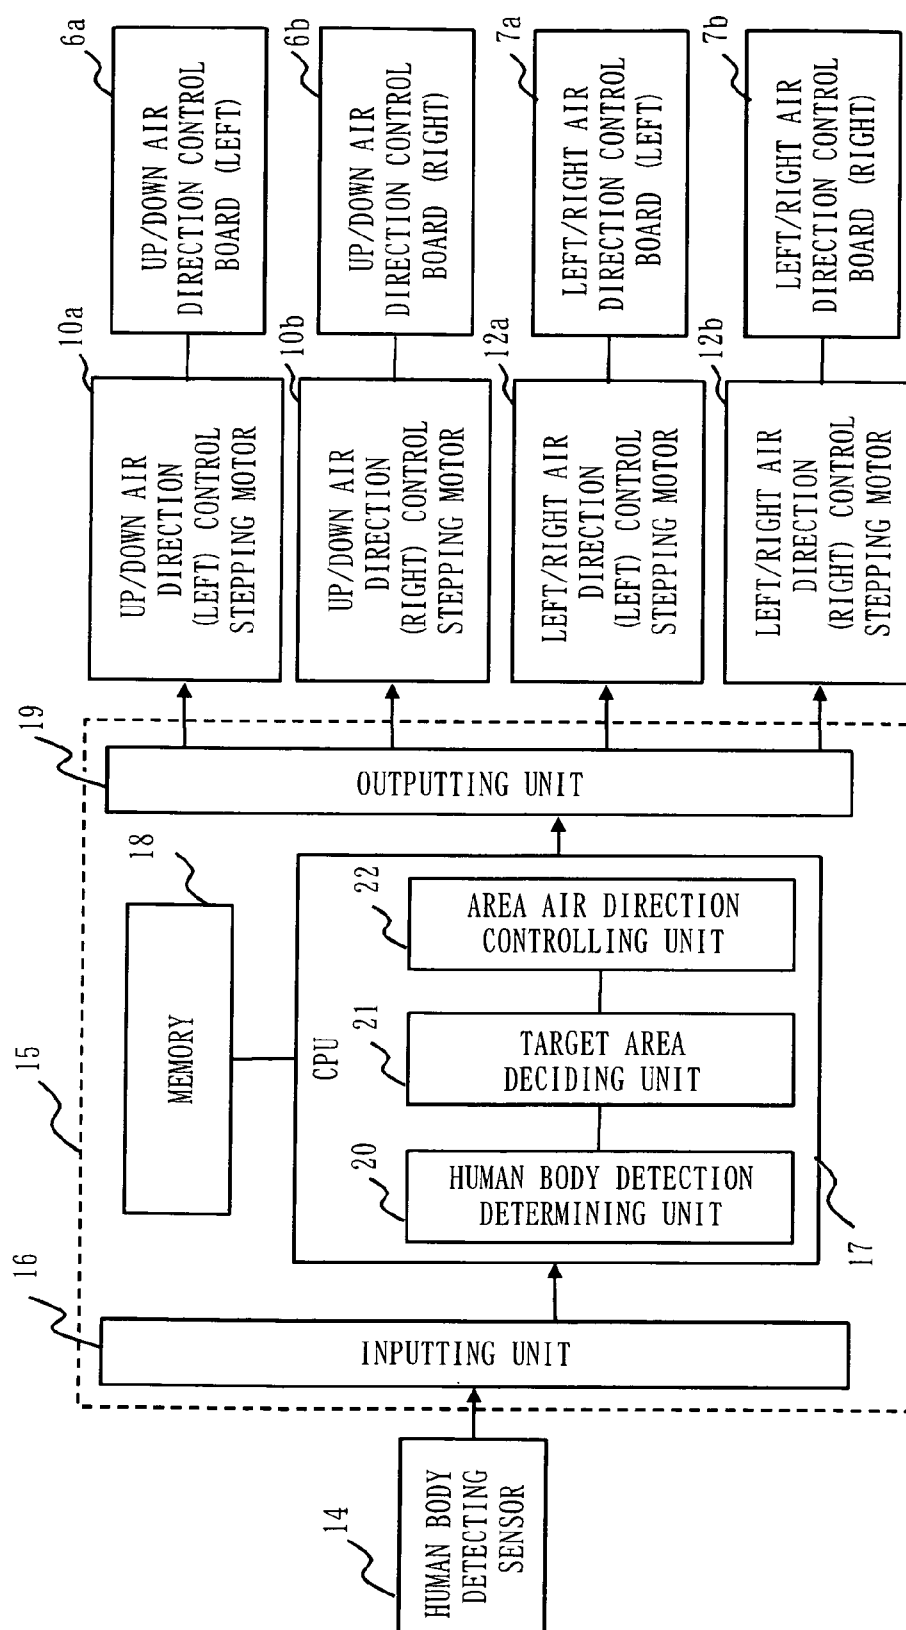 14
HUMAN BODY
DETECTING
SENSOR
15
16
INPUTTING UNIT
18
MEMORY
17
CPU
20
HUMAN BODY DETECTION
DETERMINING UNIT
21
TARGET AREA
DECIDING UNIT
22
AREA AIR DIRECTION
CONTROLLING UNIT
19
OUTPUTTING UNIT
10a
UP/DOWN AIR
DIRECTION
(LEFT) CONTROL
STEPPING MOTOR
6a
UP/DOWN AIR
DIRECTION CONTROL
BOARD (LEFT)
10b
UP/DOWN AIR
DIRECTION
(RIGHT) CONTROL
STEPPING MOTOR
6b
UP/DOWN AIR
DIRECTION CONTROL
BOARD (RIGHT)
12a
LEFT/RIGHT AIR
DIRECTION
(LEFT) CONTROL
STEPPING MOTOR
7a
LEFT/RIGHT AIR
DIRECTION CONTROL
BOARD (LEFT)
12b
LEFT/RIGHT AIR
DIRECTION
(RIGHT) CONTROL
STEPPING MOTOR
7b
LEFT/RIGHT AIR
DIRECTION CONTROL
BOARD (RIGHT)